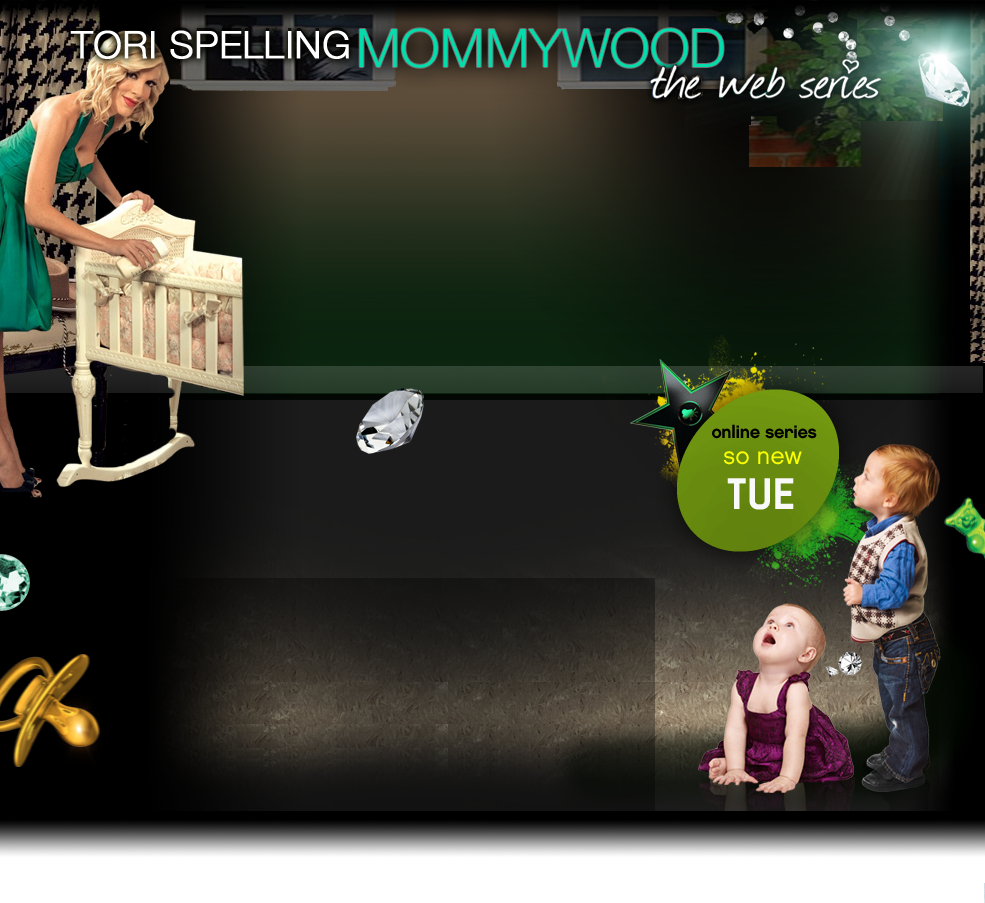 TORI SPELLING MOMMYWOOD
the web series
online series
so new
TUE